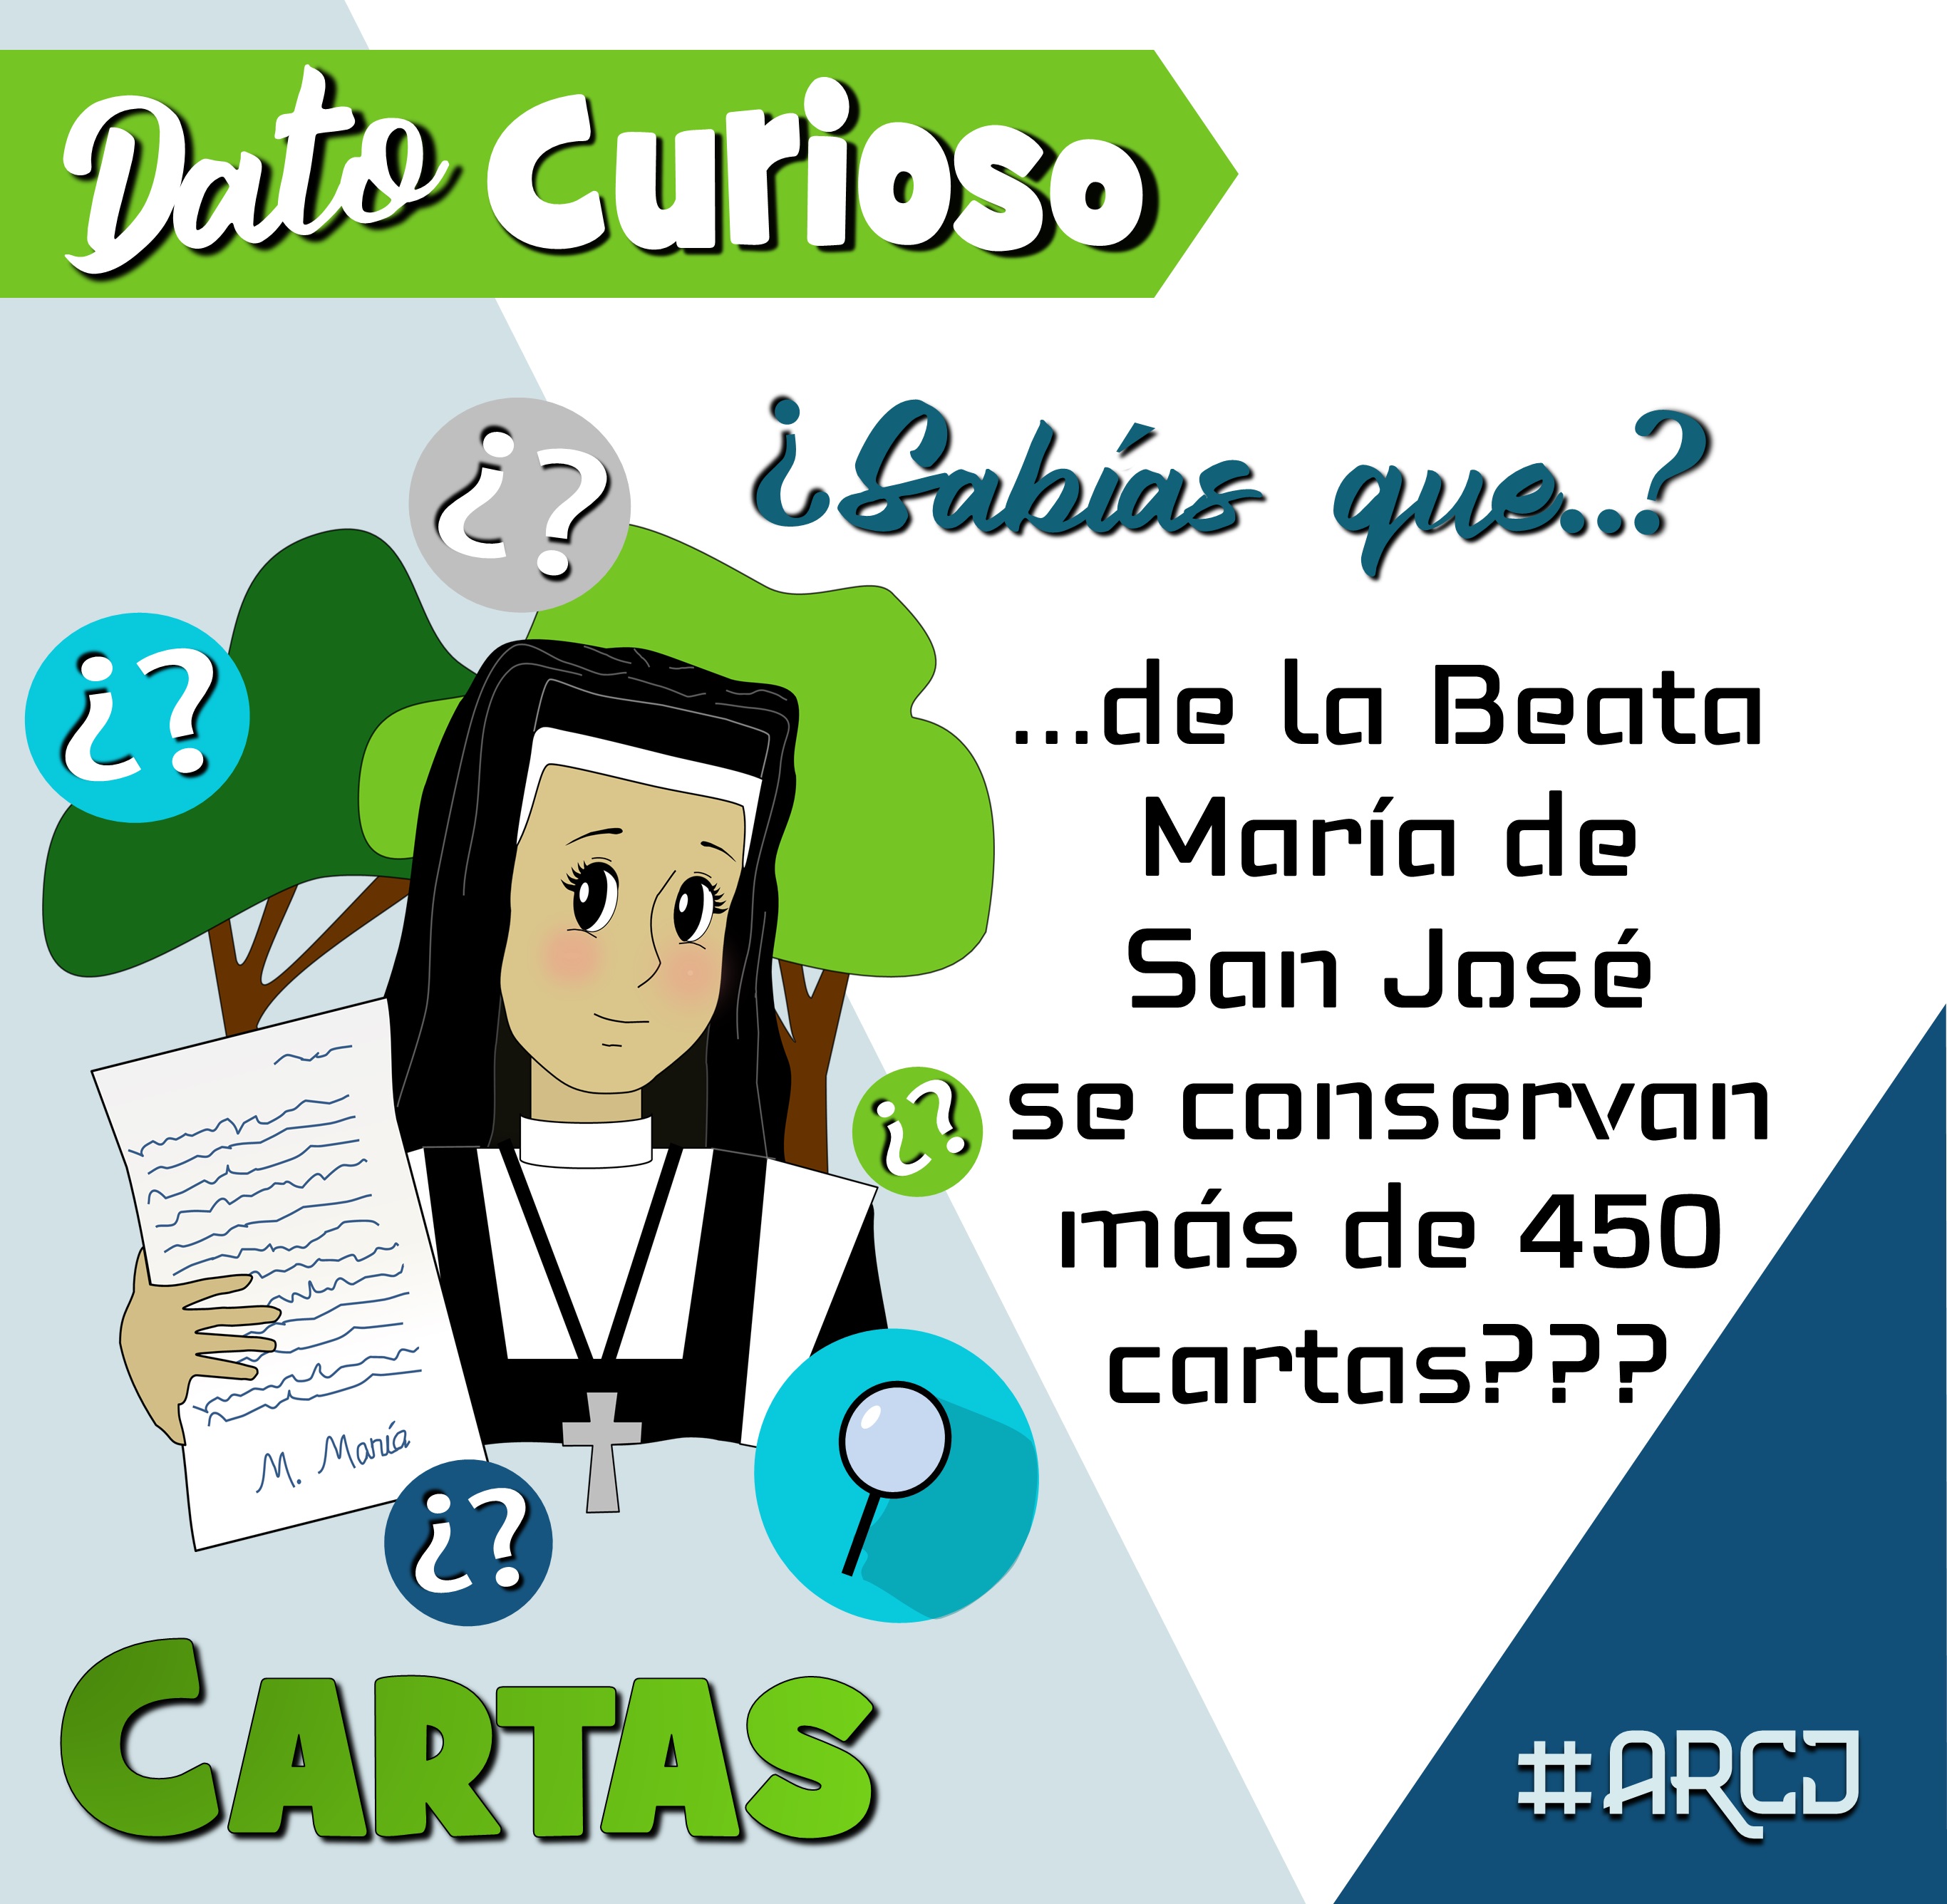 Dato Curioso
¿Sabías que...?
¿?
¿?
...de la Beata
María de
San José
¿?
se conservan
más de 450
cartas???
M. María
¿?
CARTAS
#ARCJ